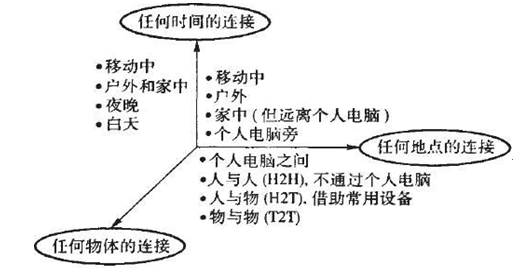 任何时间的连接
•移动中
•户外和家中
•夜晚
•白天
•移动中
•户外
•家中(但远离个人电脑)
•个人电脑旁
任何地点的连接
•个人电脑之间
•人与人(H2H),不通过个人电脑
•人与物(H2T),借助常用设备
•物与物(T2T)
任何物体的连接